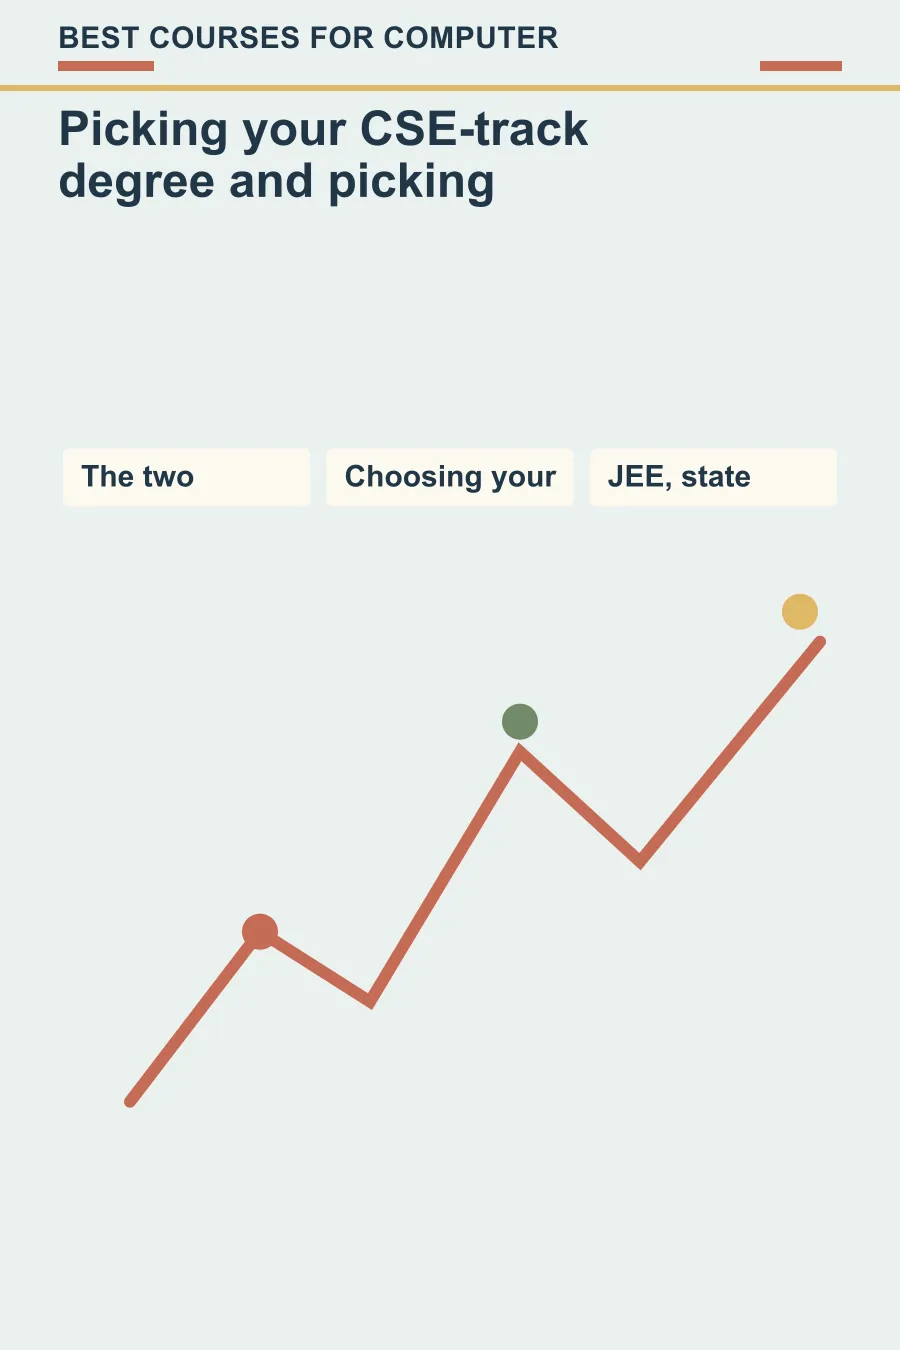 BEST COURSES FOR COMPUTER
Picking your CSE-track
degree and picking
The two
Choosing your
JEE, state